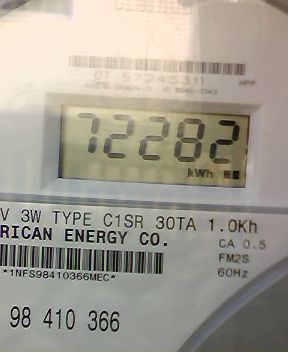 07 57245311 HPP
72282
kWh
V 3W TYPE C1SR 30TA 1.0Kh
RICAN ENERGY CO.
CA 0.5
FM2S
*1NFS98410366MEC*
60Hz
98 410 366